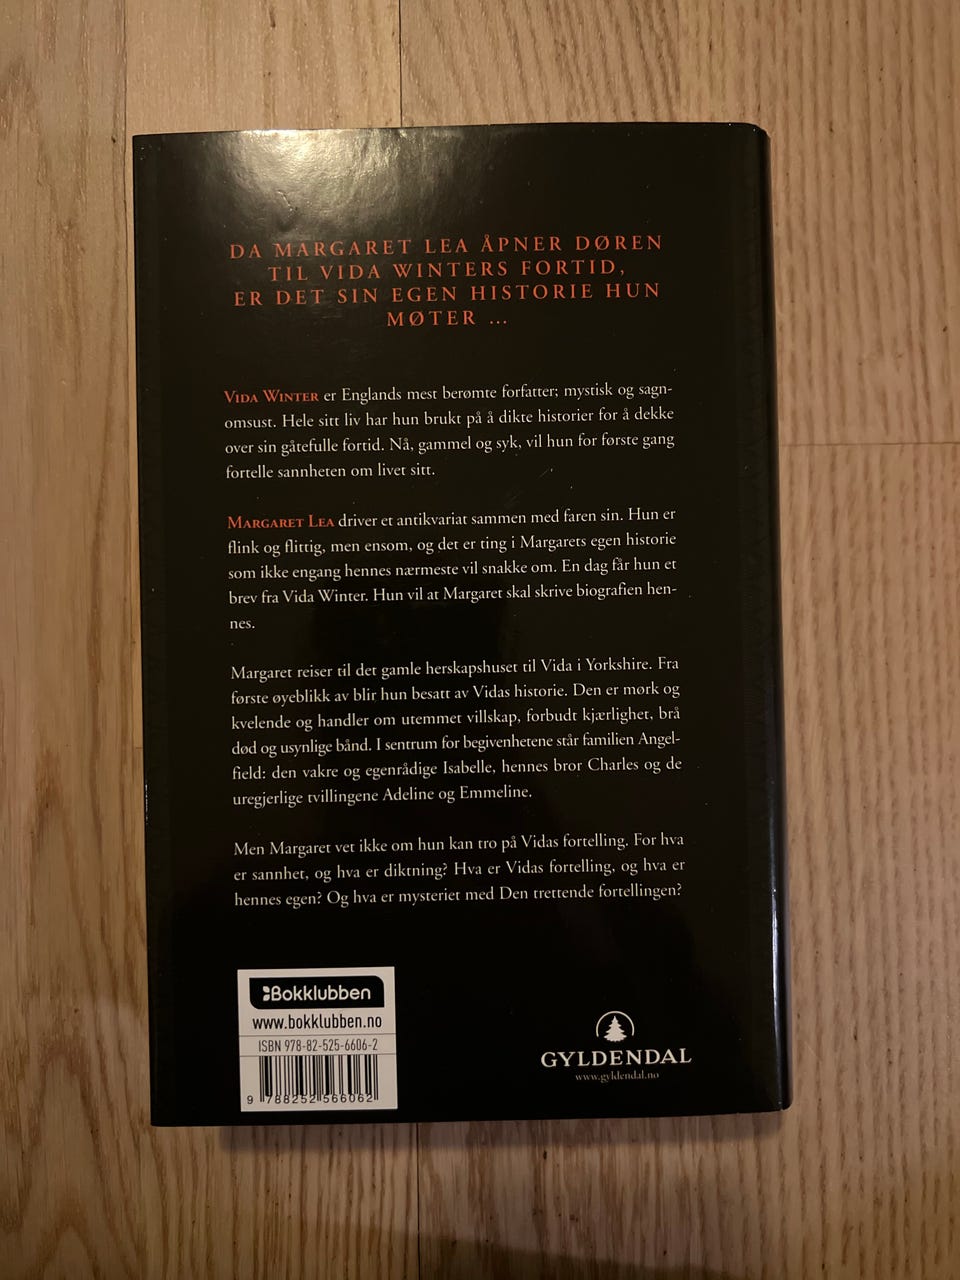 DA MARGARET LEA ÅPNER DØREN
TIL VIDA WINTERS FORTID,
ER DET SIN EGEN HISTORIE HUN
MØTER ...
VIDA WINTER er Englands mest berømte forfatter; mystisk og sagn-
omsust. Hele sitt liv har hun brukt på å dikte historier for å dekke
over sin gåtefulle fortid. Nå, gammel og syk, vil hun for første gang
fortelle sannheten om livet sitt.
MARGARET LEA driver et antikvariat sammen med faren sin. Hun er
flink og flittig, men ensom, og det er ting i Margarets egen historie
som ikke engang hennes nærmeste vil snakke om. En dag får hun et
brev fra Vida Winter. Hun vil at Margaret skal skrive biografien hen-
nes.
Margaret reiser til det gamle herskapshuset til Vida i Yorkshire. Fra
første øyeblikk av blir hun besatt av Vidas historie. Den er mørk og
kvelende og handler om utemmet villskap, forbudt kjærlighet, brå
død og usynlige bånd. I sentrum for begivenhetene står familien Angel-
field: den vakre og egenrådige Isabelle, hennes bror Charles og de
uregjerlige tvillingene Adeline og Emmeline.
Men Margaret vet ikke om hun kan tro på Vidas fortelling. For hva
er sannhet, og hva er diktning? Hva er Vidas fortelling, og hva er
hennes egen? Og hva er mysteriet med Den trettende fortellingen?
Bokklubben
www.bokklubben.no
ISBN 978-82-525-6606-2
9 788252 566062
GYLDENDAL
www.gyldendal.no